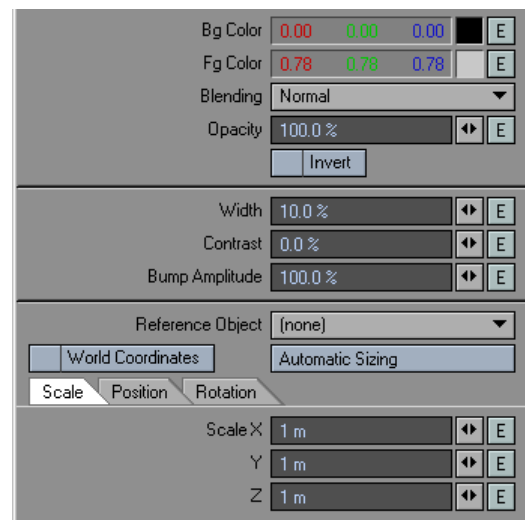 Bg Color 0.00 0.00 0.00 E
Fg Color 0.78 0.78 0.78 E
Blending Normal
Opacity 100.0 % E
Invert
Width 10.0 % E
Contrast 0.0 % E
Bump Amplitude 100.0 % E
Reference Object (none)
World Coordinates Automatic Sizing
Scale Position Rotation
Scale X 1 m E
Y 1 m E
Z 1 m E